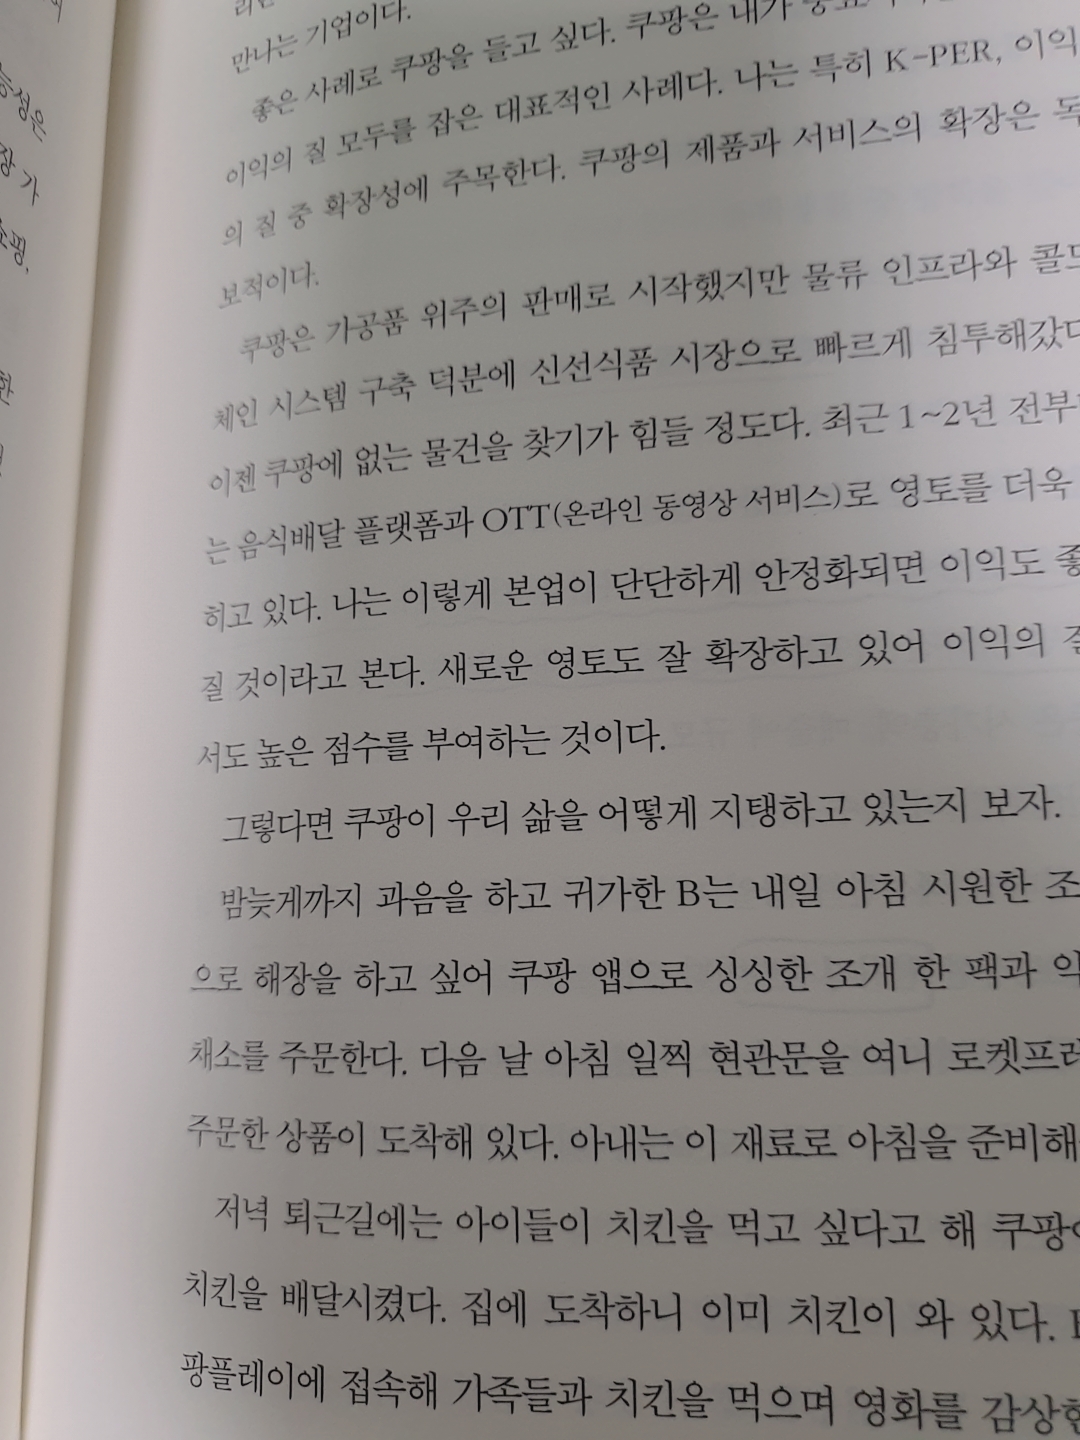 만나는 기업이다.
좋은 사례로 쿠팡을 들고 싶다. 쿠팡은 내가
이익의 질 모두를 잡은 대표적인 사례다. 나는 특히 K-PER, 이익
의 질 중 확장성에 주목한다. 쿠팡의 제품과 서비스의 확장은 독
보적이다.
쿠팡은 가공품 위주의 판매로 시작했지만 물류 인프라와 콜드
체인 시스템 구축 덕분에 신선식품 시장으로 빠르게 침투해갔다
이젠 쿠팡에 없는 물건을 찾기가 힘들 정도다. 최근 1~2년 전부
는 음식배달 플랫폼과 OTT(온라인 동영상 서비스)로 영토를 더욱
히고 있다. 나는 이렇게 본업이 단단하게 안정화되면 이익도 좋
질 것이라고 본다. 새로운 영토도 잘 확장하고 있어 이익의 질
서도 높은 점수를 부여하는 것이다.
그렇다면 쿠팡이 우리 삶을 어떻게 지탱하고 있는지 보자.
밤늦게까지 과음을 하고 귀가한 B는 내일 아침 시원한 조
으로 해장을 하고 싶어 쿠팡 앱으로 싱싱한 조개 한 팩과
채소를 주문한다. 다음 날 아침 일찍 현관문을 여니 로켓프레
주문한 상품이 도착해 있다. 아내는 이 재료로 아침을 준비해
저녁 퇴근길에는 아이들이 치킨을 먹고 싶다고 해 쿠팡
치킨을 배달시켰다. 집에 도착하니 이미 치킨이 와 있다.
팡플레이에 접속해 가족들과 치킨을 먹으며 영화를 감상한